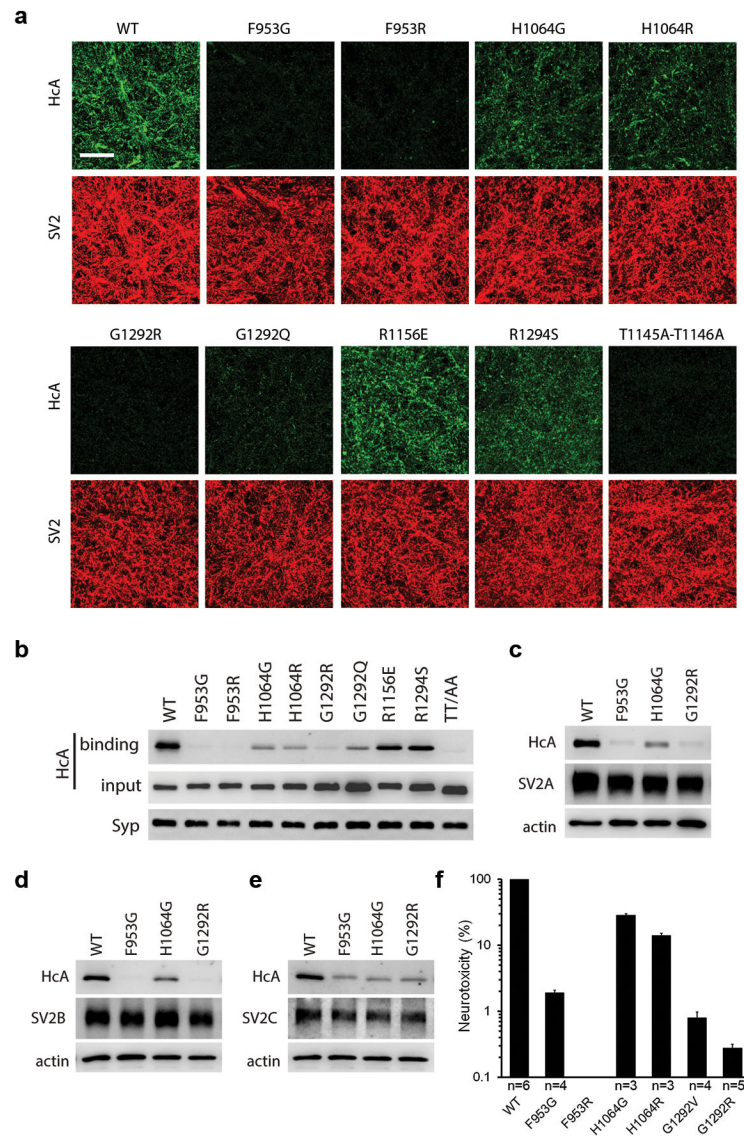 a
WT F953G F953R H1064G H1064R
HcA
SV2
G1292R G1292Q R1156E R1294S T1145A-T1146A
HcA
SV2
b
WT F953G F953R H1064G H1064R G1292R G1292Q R1156E R1294S TT/AA
HcA
binding
input
Syp
c
WT F953G H1064G G1292R
HcA
SV2A
actin
d
WT F953G H1064G G1292R
HcA
SV2B
actin
e
WT F953G H1064G G1292R
HcA
SV2C
actin
f
Neurotoxicity (%)
100
10
1
0.1
n=6 n=4 n=3 n=3 n=4 n=5
WT F953G F953R H1064G H1064R G1292V G1292R